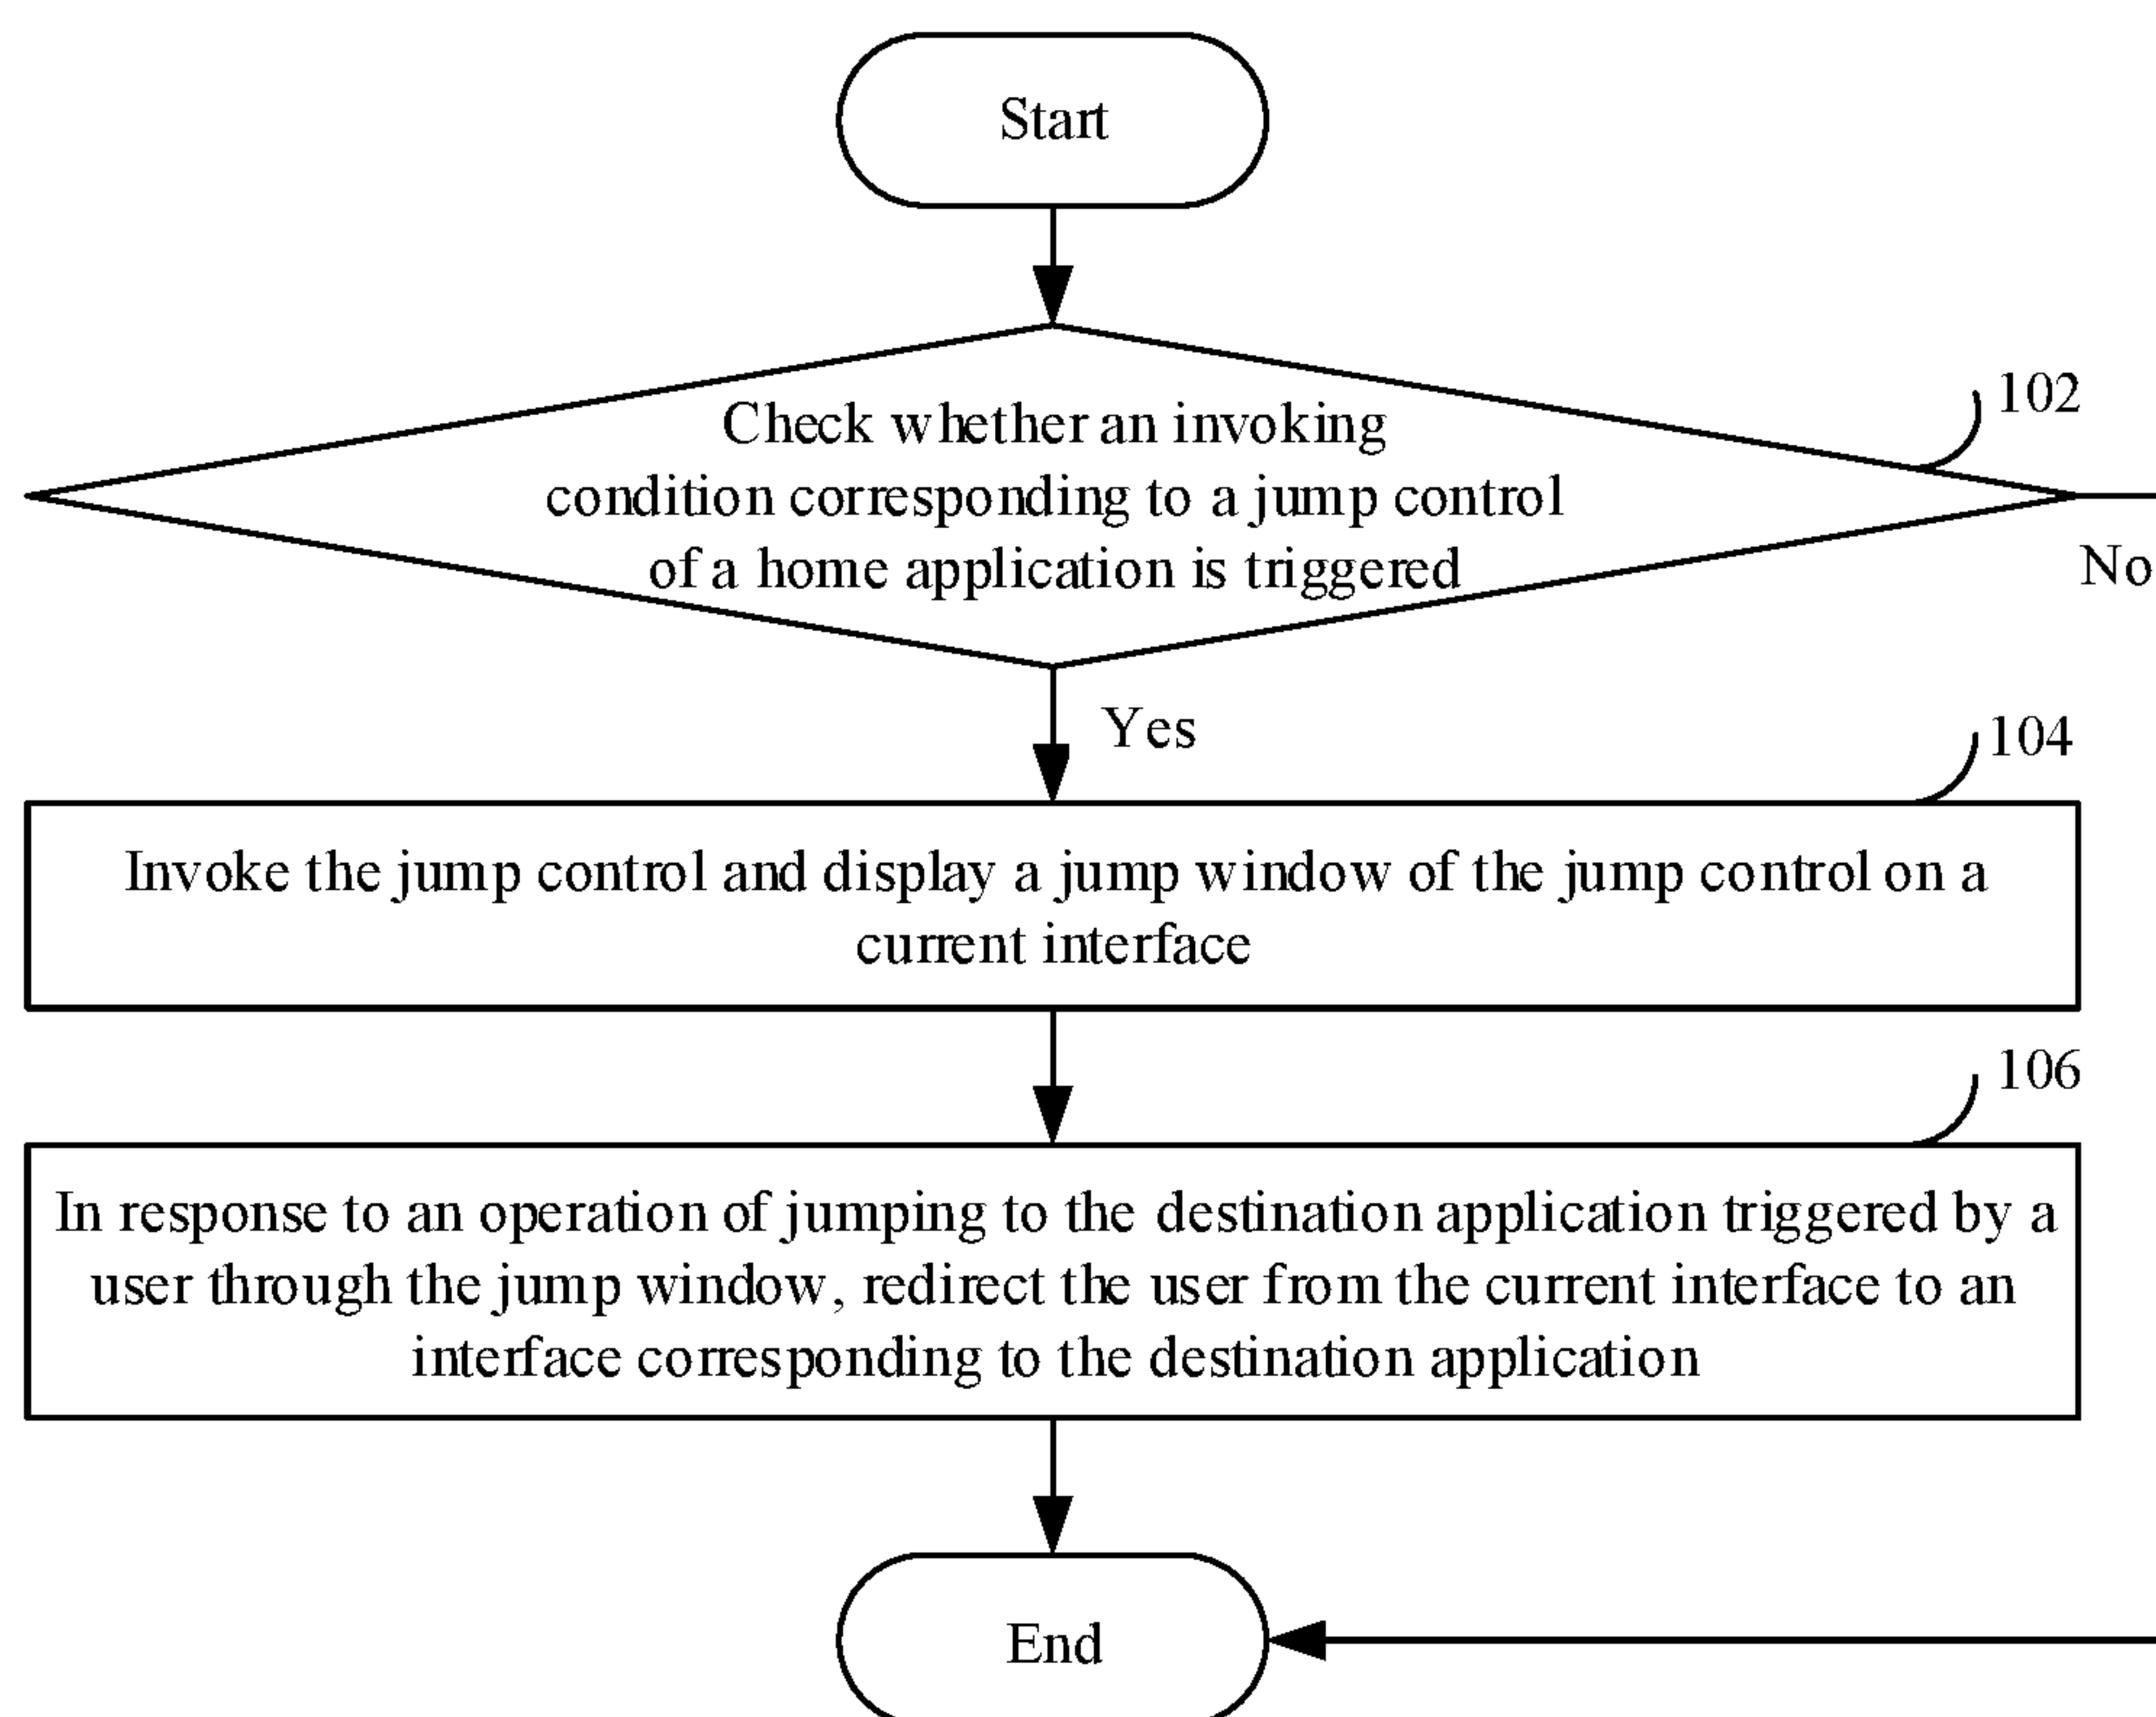 Start
Check whether an invoking
condition corresponding to a jump control
of a home application is triggered
102
No
Yes
104
Invoke the jump control and display a jump window of the jump control on a
current interface
106
In response to an operation of jumping to the destination application triggered by a
user through the jump window, redirect the user from the current interface to an
interface corresponding to the destination application
End